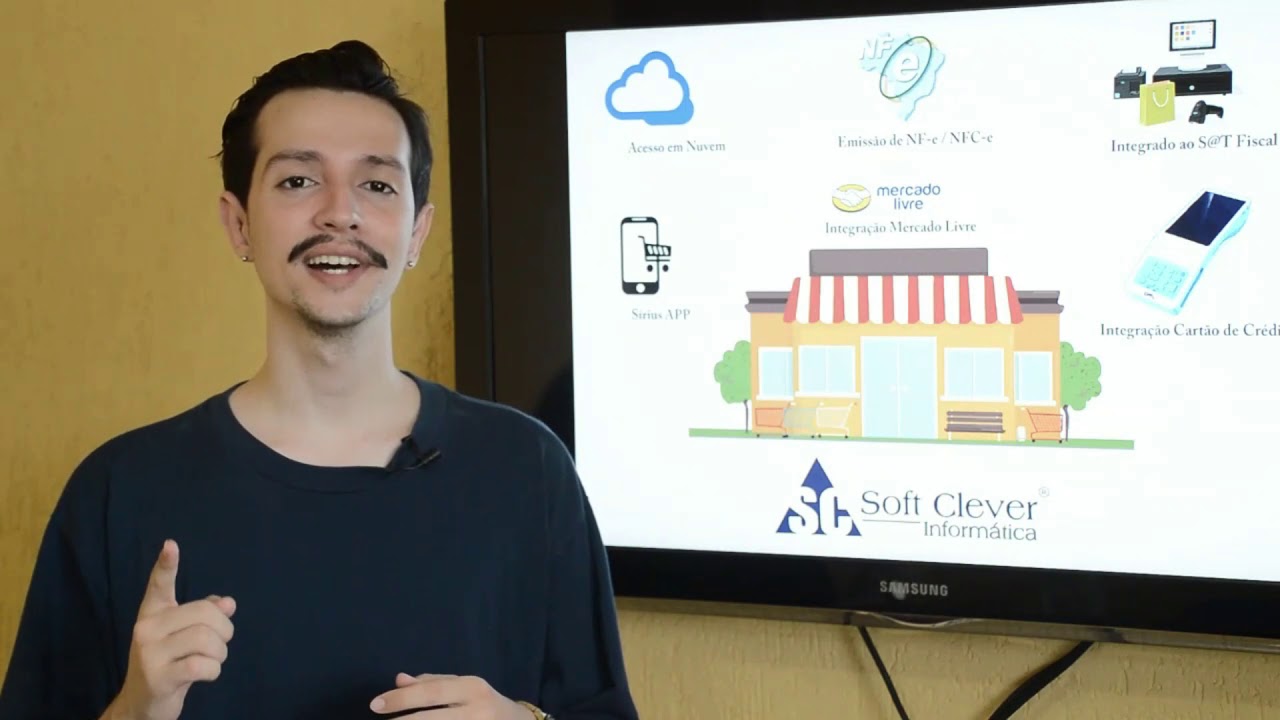 NF
e
Acesso em Nuvem
Emissão de NF-e / NFC-e
Integrado ao S@T Fiscal
mercado
livre
Integração Mercado Livre
Sirius APP
Integração Cartão de Crédi
SC
Soft Clever®
Informática
SAMSUNG